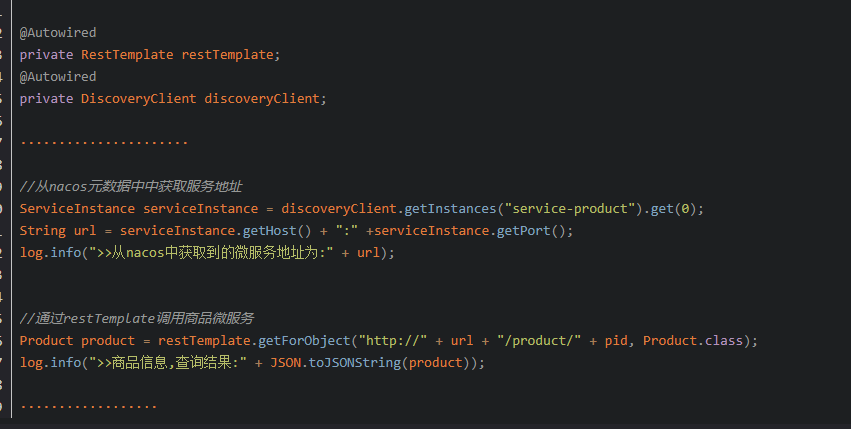 @Autowired
private RestTemplate restTemplate;
@Autowired
private DiscoveryClient discoveryClient;
......................
//从nacos元数据中中获取服务地址
ServiceInstance serviceInstance = discoveryClient.getInstances("service-product").get(0);
String url = serviceInstance.getHost() + ":" +serviceInstance.getPort();
log.info(">>从nacos中获取到的微服务地址为:" + url);
//通过restTemplate调用商品微服务
Product product = restTemplate.getForObject("http://" + url + "/product/" + pid, Product.class);
log.info(">>商品信息,查询结果:" + JSON.toJSONString(product));
..................